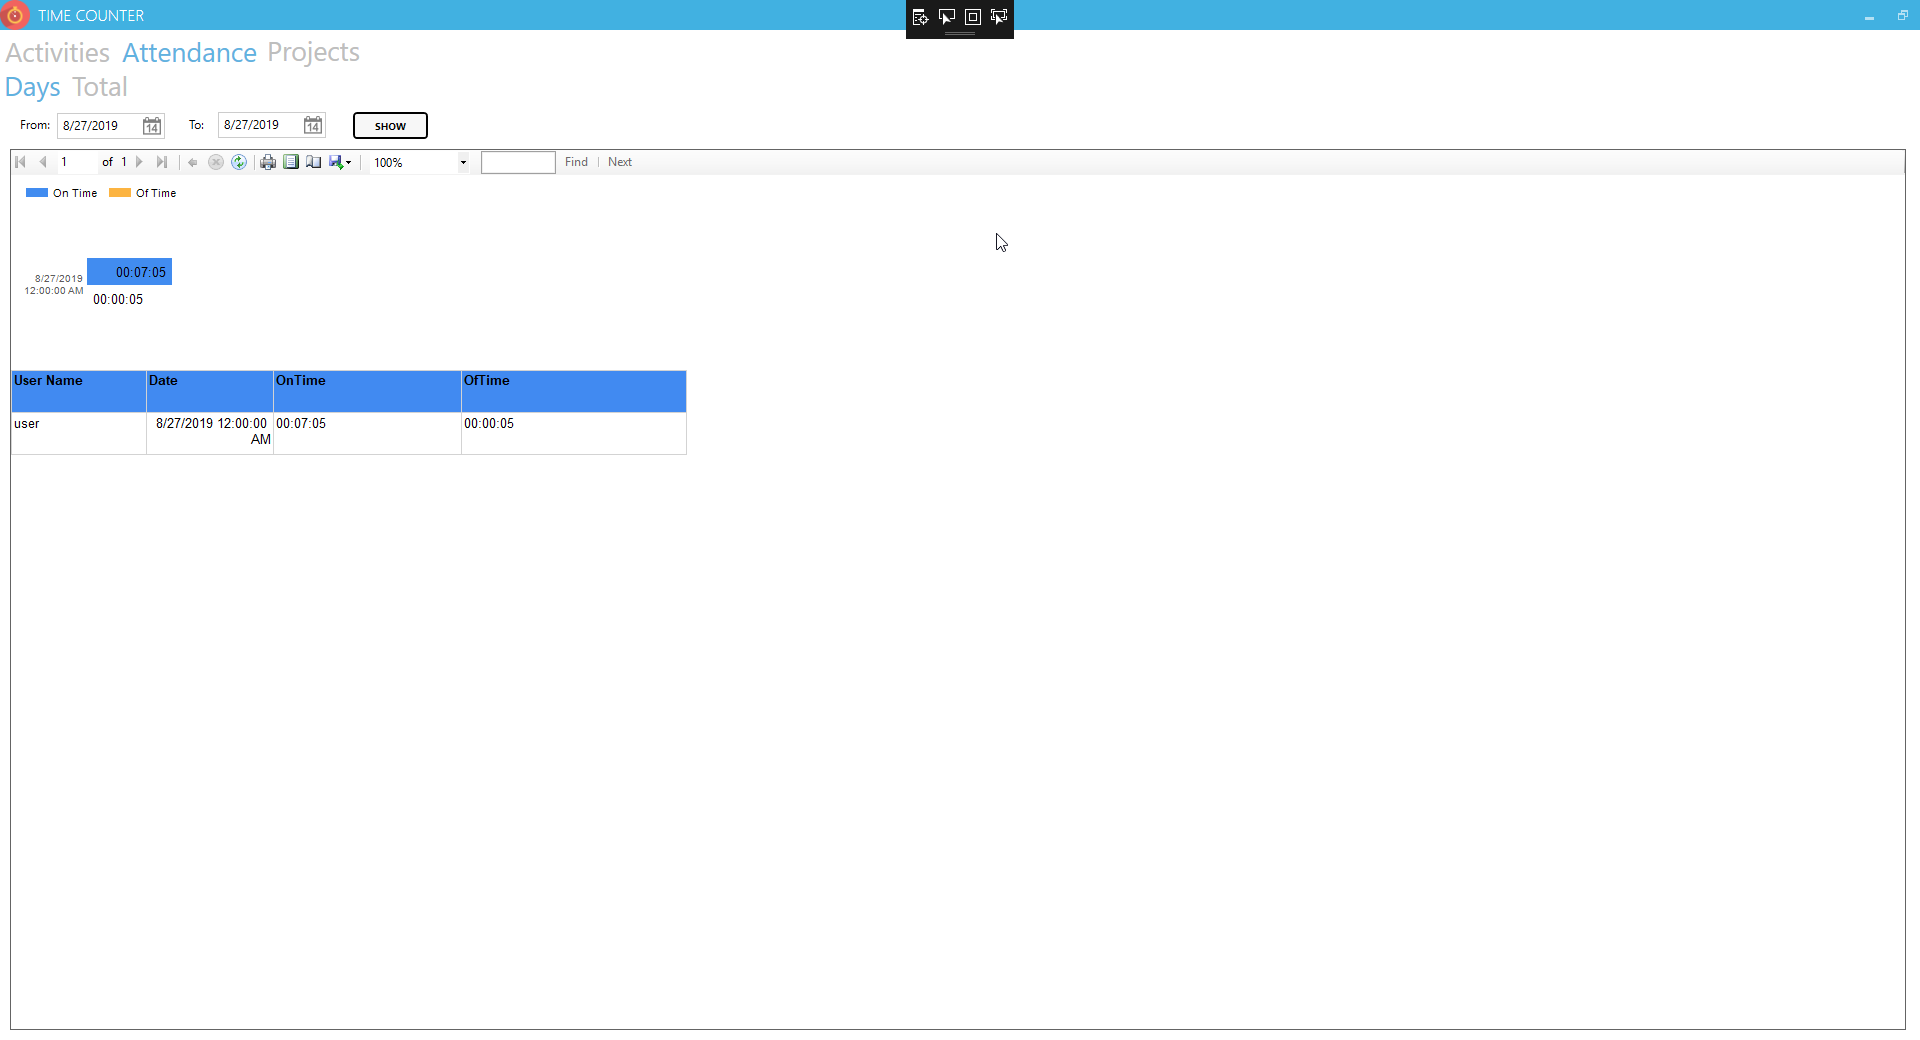 TIME COUNTER
Activities Attendance Projects
Days Total
From: 8/27/2019 14 To: 8/27/2019 14 SHOW
1 of 1 100% Find Next
On Time Of Time
00:07:05
8/27/2019
12:00:00 AM
00:00:05
User Name Date OnTime OfTime
user 8/27/2019 12:00:00 00:07:05 00:00:05
AM